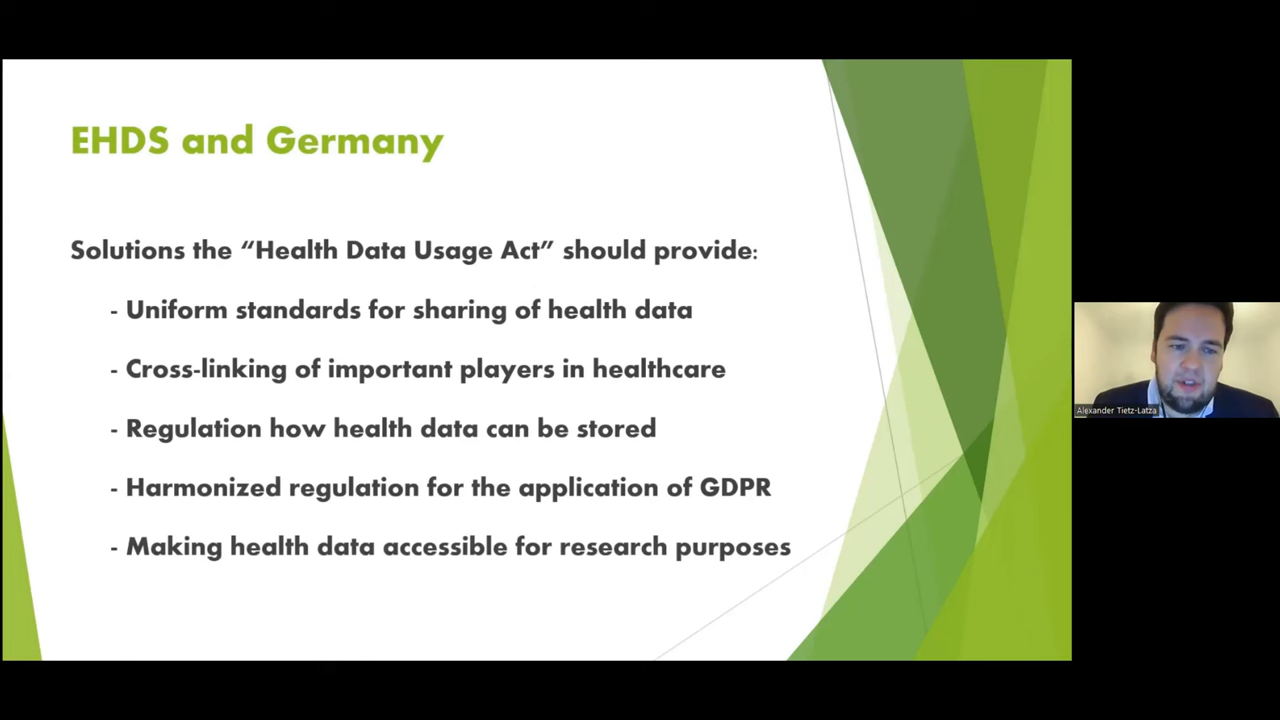 EHDS and Germany
Solutions the “Health Data Usage Act” should provide:
- Uniform standards for sharing of health data
- Cross-linking of important players in healthcare
- Regulation how health data can be stored
- Harmonized regulation for the application of GDPR
- Making health data accessible for research purposes
Alexander Tietz-Latza